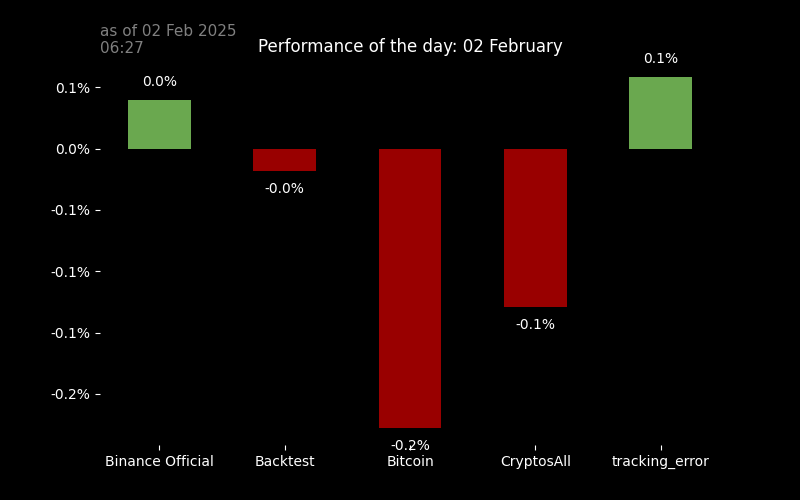 as of 02 Feb 2025
06:27
Performance of the day: 02 February
0.1%
0.0%
-0.1%
-0.1%
-0.1%
-0.2%
0.0%
-0.0%
-0.2%
-0.1%
0.1%
Binance Official
Backtest
Bitcoin
CryptosAll
tracking_error